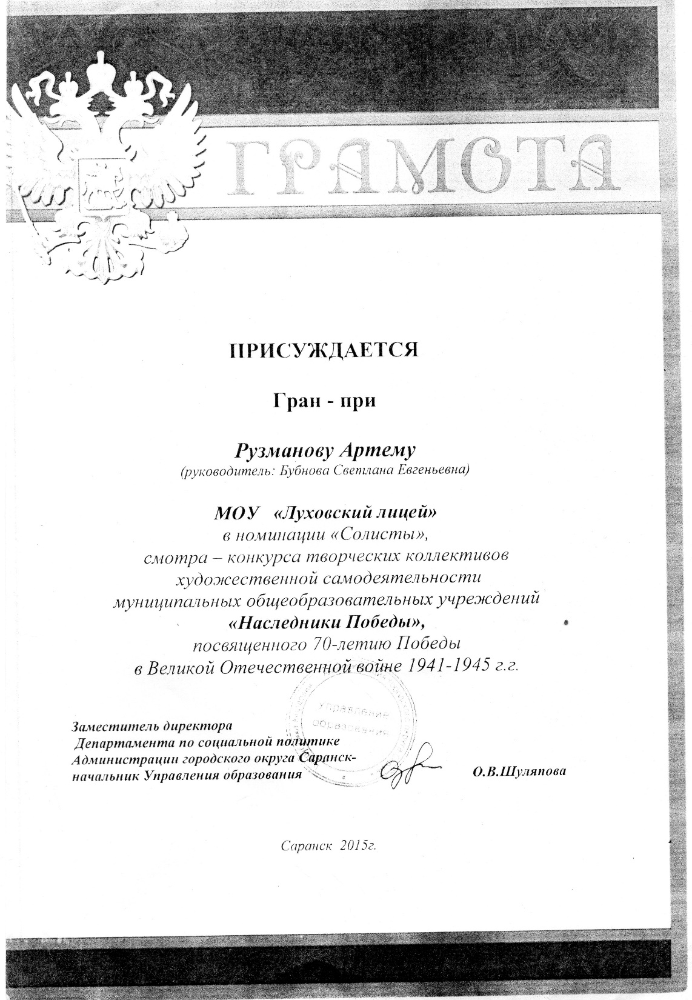 ГРАМОТА
ПРИСУЖДАЕТСЯ
Гран - при
Рузманову Артему
(руководитель: Бубнова Светлана Евгеньевна)
МОУ «Луховский лицей»
в номинации «Солисты»,
смотра – конкурса творческих коллективов
художественной самодеятельности
муниципальных общеобразовательных учреждений
«Наследники Победы»,
посвященного 70-летию Победы
в Великой Отечественной войне 1941-1945 г.г.
Управление
образования
Заместитель директора
Департамента по социальной политике
Администрации городского округа Саранск-
начальник Управления образования
О.В.Шуляпова
Саранск 2015г.